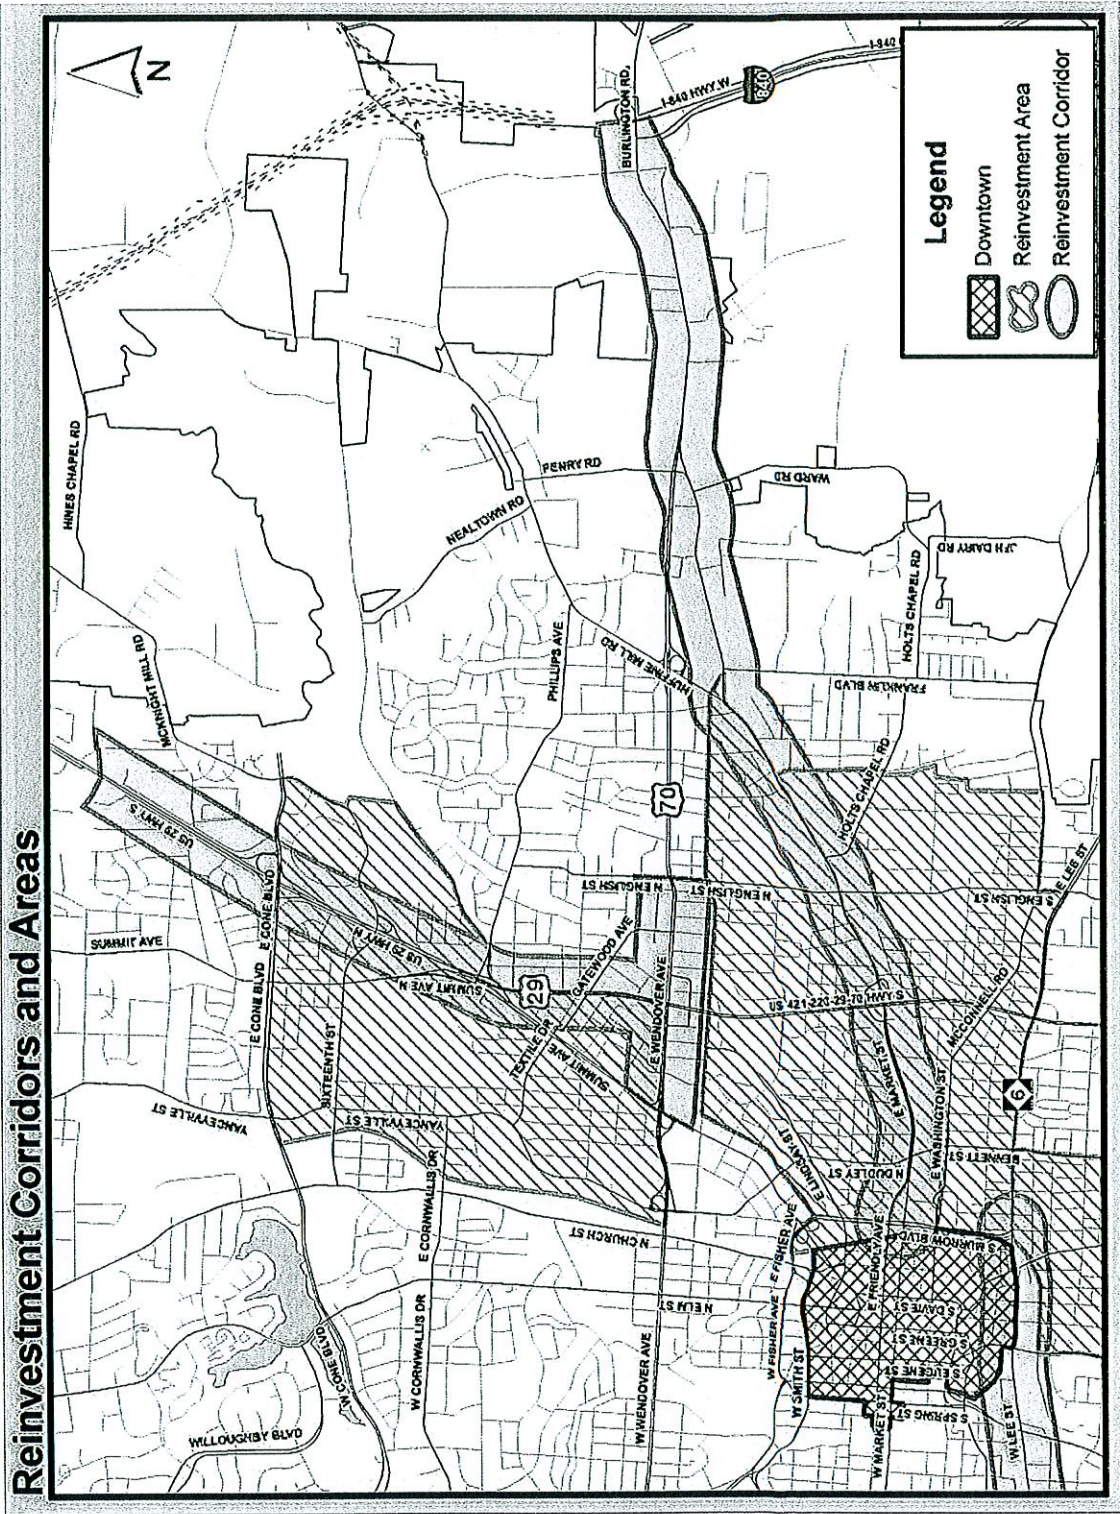 Reinvestment Corridors and Areas
N
HINES CHAPEL RD
MCKNIGHT MILL RD
US 29 HWY S
SUMMIT AVE
E CONE BLVD
E CONE BLVD
YANCEYVILLE ST
W CONE BLVD
WILLOUGHBY BLVD
NEALTOWN RD
PENRY RD
PHILLIPS AVE
HUFFINE MILL RD
BURLINGTON RD
I-840 HWY W
I-840
840
US 29 HWY N
SUMMIT AVE N
SIXTEENTH ST
YANCEYVILLE ST
E CORNWALLIS DR
W CORNWALLIS DR
N CHURCH ST
29
TEXTILE DR
SUMMIT AVE
GATEWOOD AVE
N ENGLISH ST
N ENGLISH ST
N ENGLISH ST
E WENDOVER AVE
W WENDOVER AVE
N ELM ST
70
WARD RD
JFH DAIRY RD
HOLTS CHAPEL RD
FRANKLIN BLVD
HOLTS CHAPEL RD
US 421-220-29-70 HWY S
E MARKET ST
E LINDSAY ST
N DUDLEY ST
E WASHINGTON ST
MCCONNELL RD
S ENGLISH ST
E LEE ST
BENNETT ST
6
E FISHER AVE
W FISHER AVE
W SMITH ST
E FRIENDLY AVE
S MURROW BLVD
S DAVIE ST
S GREENE ST
S EUGENE ST
S SPRING ST
W MARKET ST
W LEE ST
Legend
Downtown
Reinvestment Area
Reinvestment Corridor